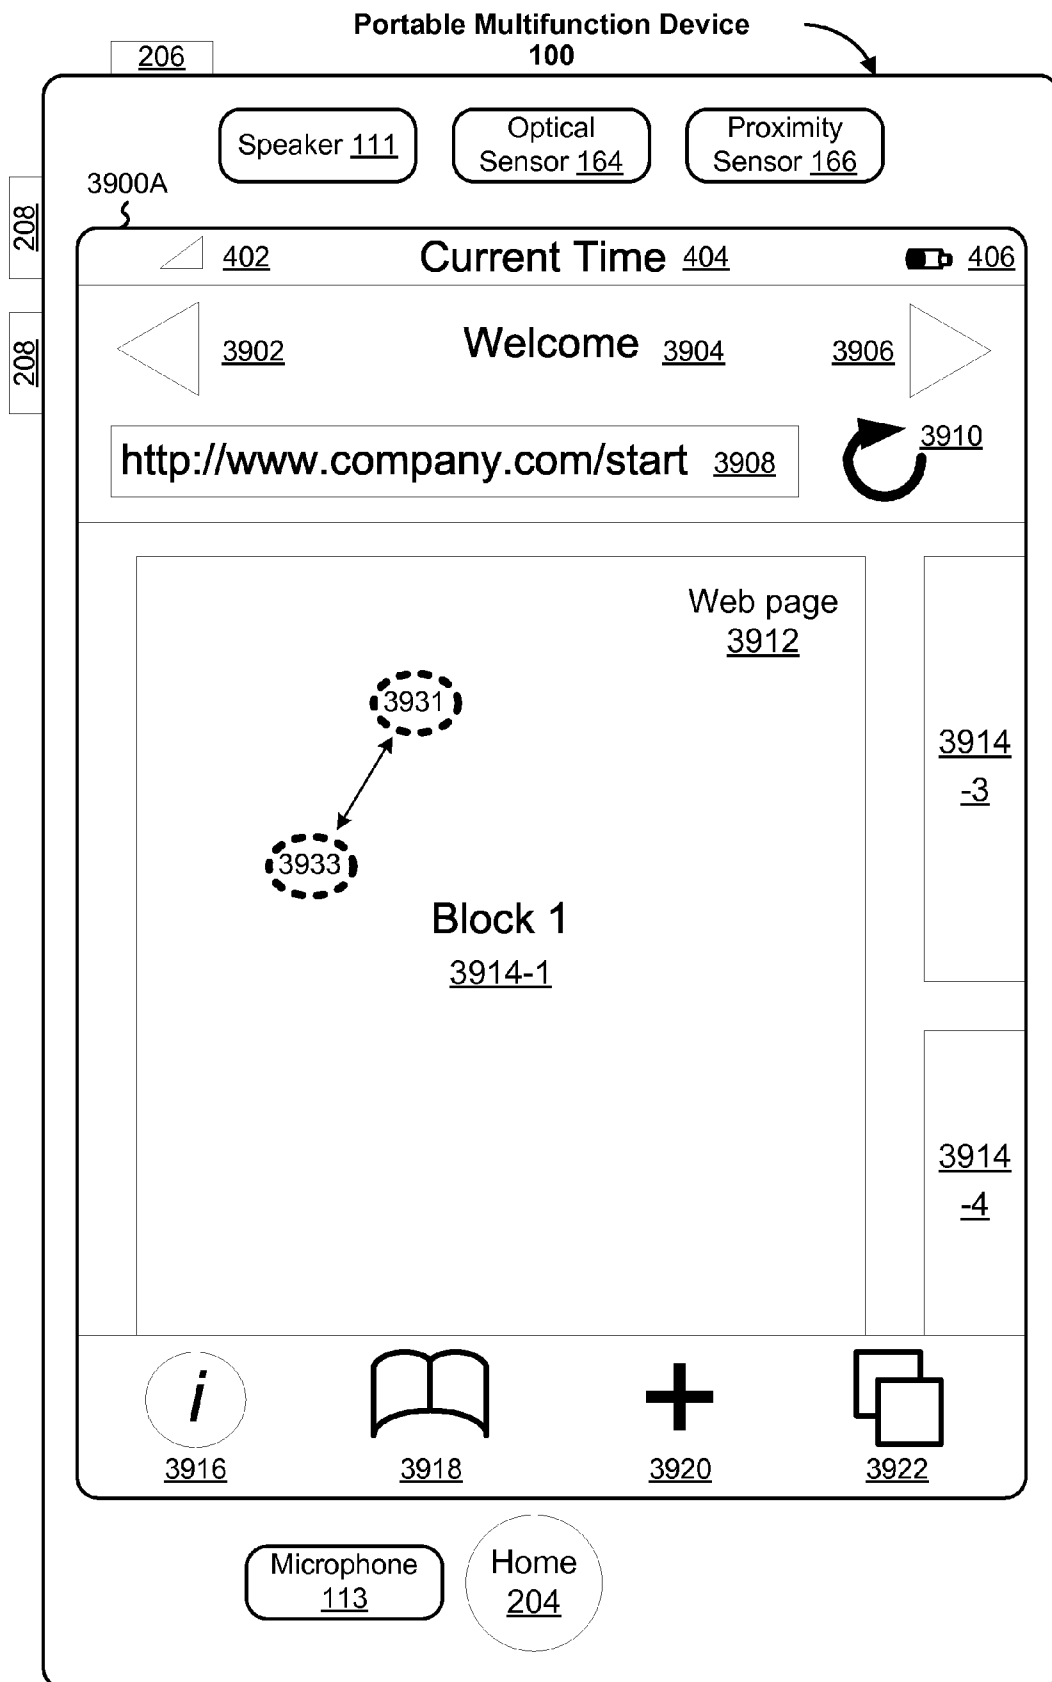 Portable Multifunction Device
100
206
Speaker 111
Optical
Sensor 164
Proximity
Sensor 166
3900A
208
208
402
Current Time 404
406
3902
Welcome 3904
3906
http://www.company.com/start 3908
3910
Web page
3912
3931
3933
Block 1
3914-1
3914
-3
3914
-4
i
3916
3918
3920
3922
Microphone
113
Home
204